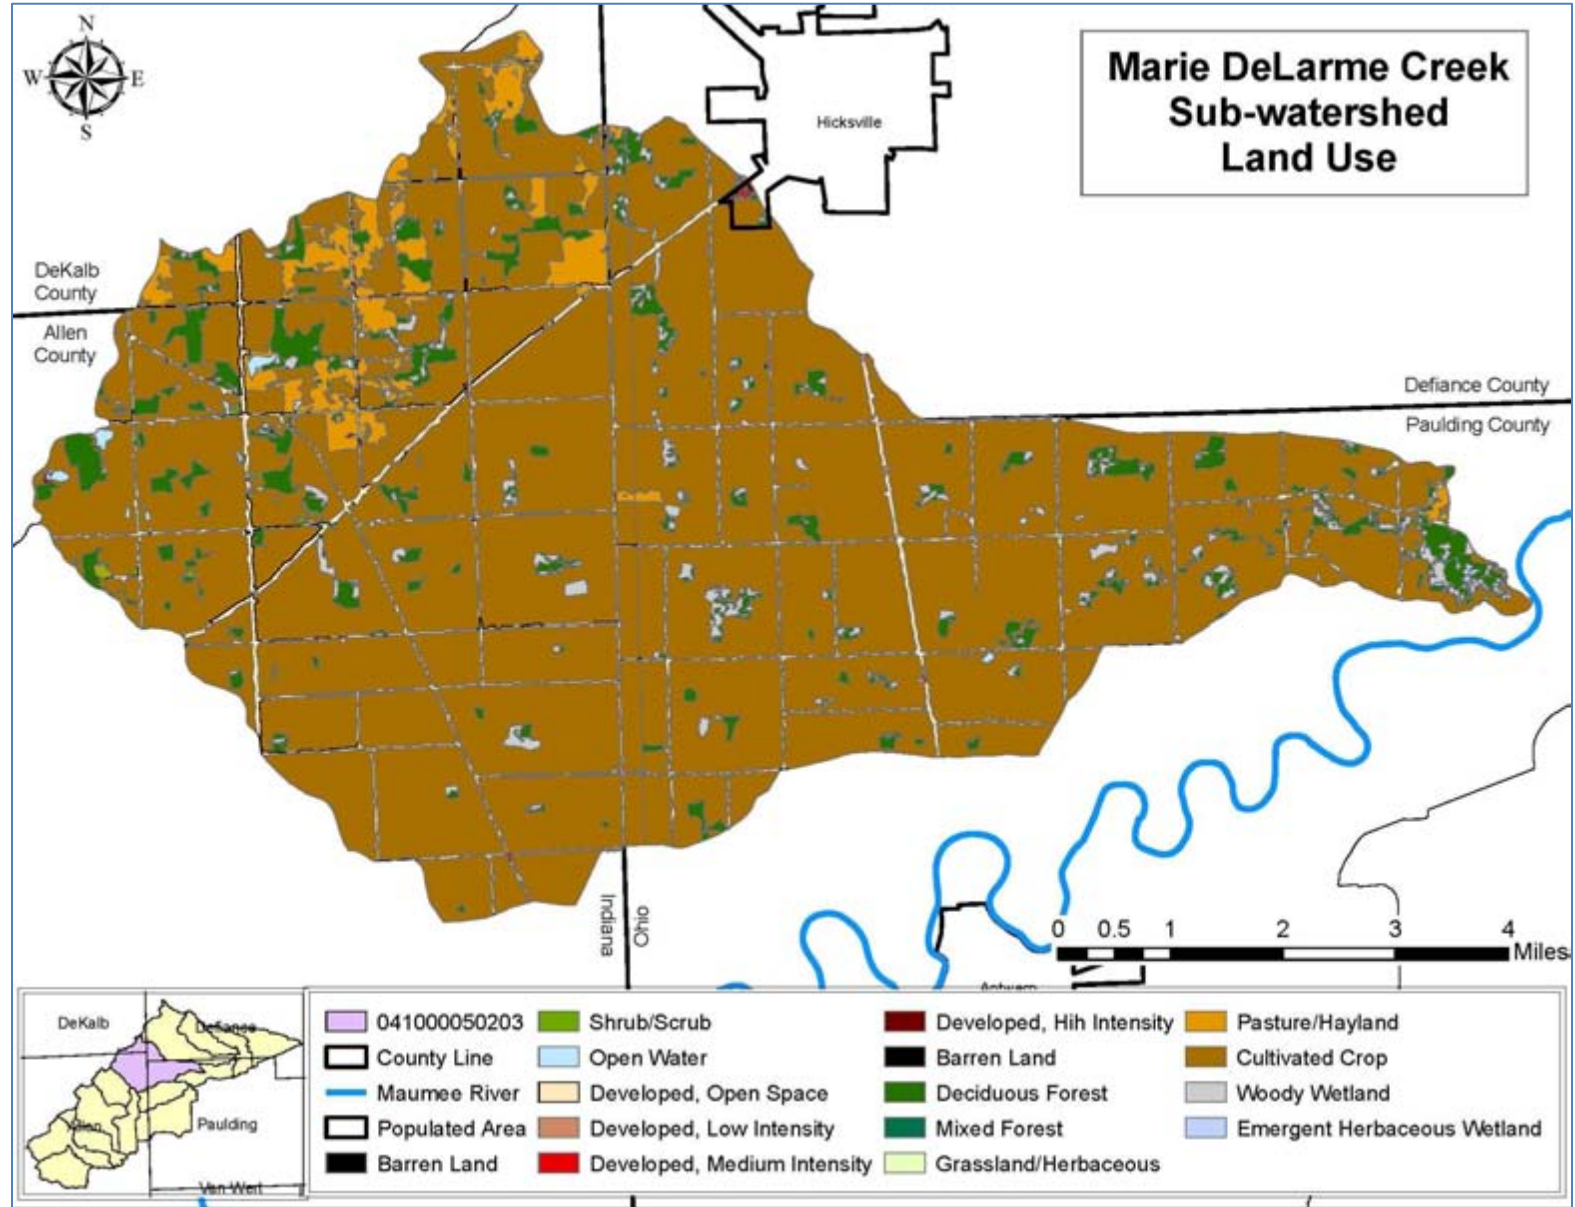 N
W E
S
Marie DeLarme Creek
Sub-watershed
Land Use
Hicksville
DeKalb
County
Allen
County
Defiance County
Paulding County
Indiana
Ohio
0 0.5 1 2 3 4
Miles
Antwerp
DeKalb
Defiance
Allen
Paulding
Van Wert
041000050203
County Line
Maumee River
Populated Area
Barren Land
Shrub/Scrub
Open Water
Developed, Open Space
Developed, Low Intensity
Developed, Medium Intensity
Developed, Hih Intensity
Barren Land
Deciduous Forest
Mixed Forest
Grassland/Herbaceous
Pasture/Hayland
Cultivated Crop
Woody Wetland
Emergent Herbaceous Wetland